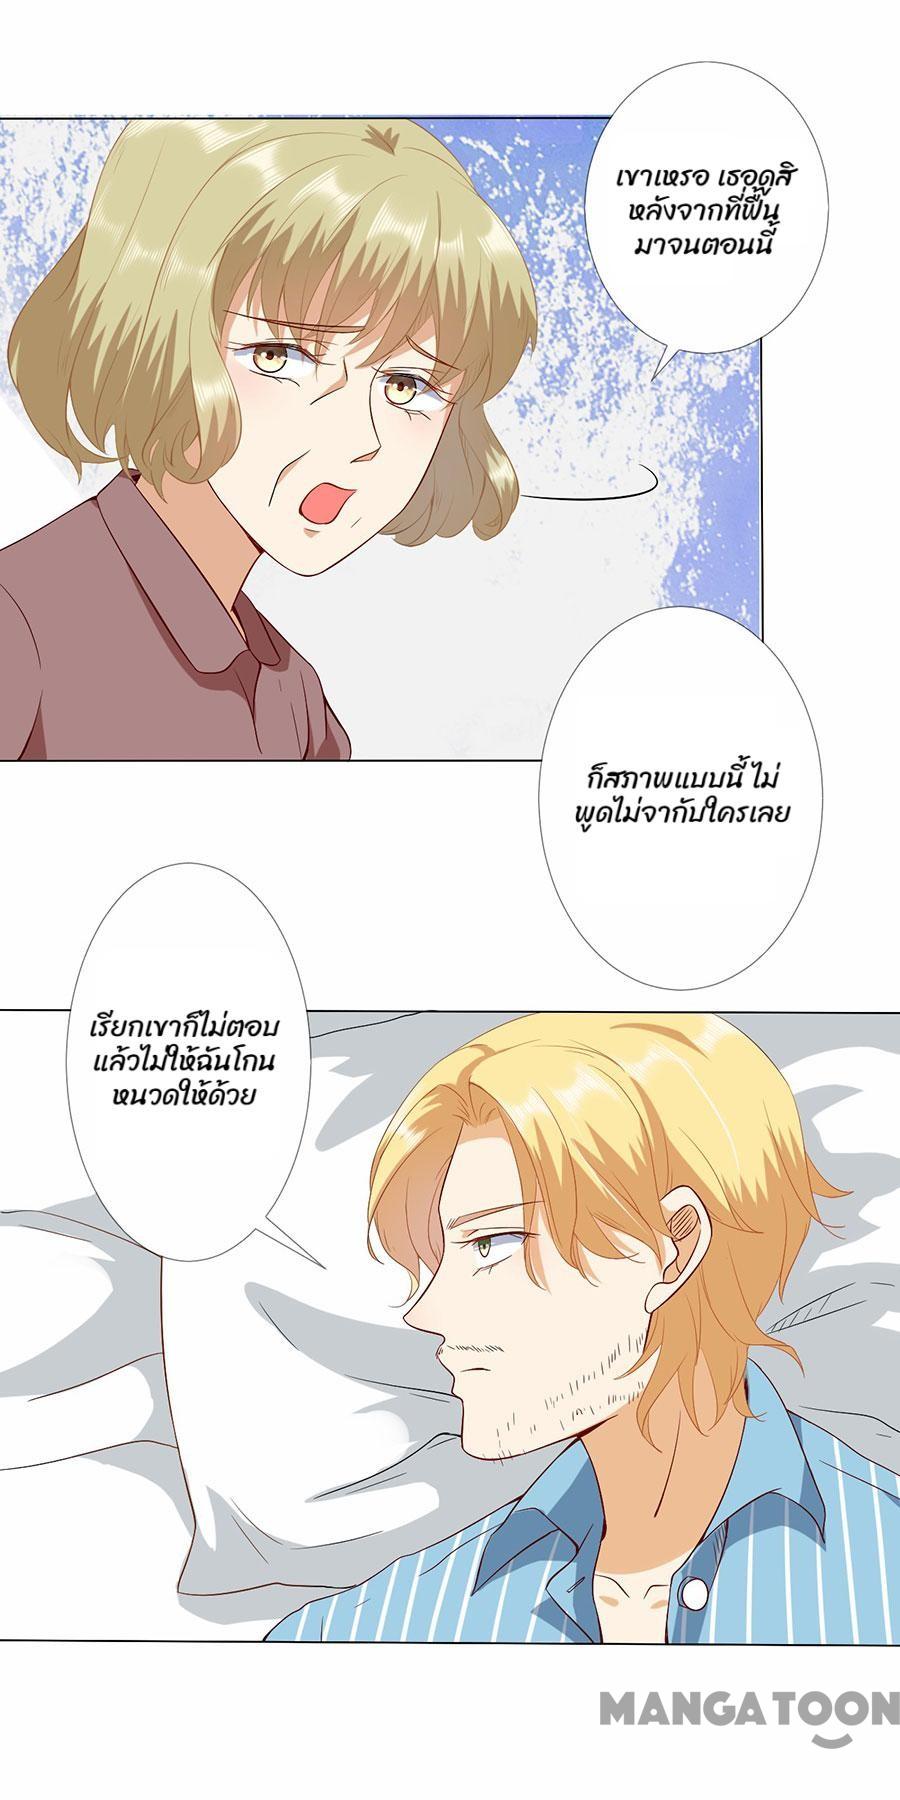 เขาเหรอ เธอดูสิ
หลังจากที่ฟื้น
มาจนตอนนี้
ก็สภาพแบบนี้ ไม่
พูดไม่จากับใครเลย
เรียกเขาก็ไม่ตอบ
แล้วไม่ให้ฉันโกน
หนวดให้ด้วย
MANGATOON